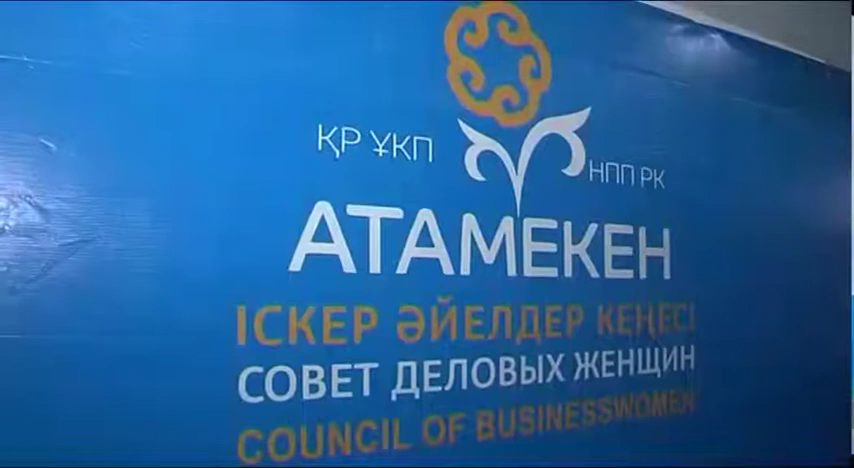 ҚР ҰКП
НПП РК
АТАМЕКЕН
ІСКЕР ӘЙЕЛДЕР КЕҢЕСІ
СОВЕТ ДЕЛОВЫХ ЖЕНЩИН
COUNCIL OF BUSINESSWOMEN